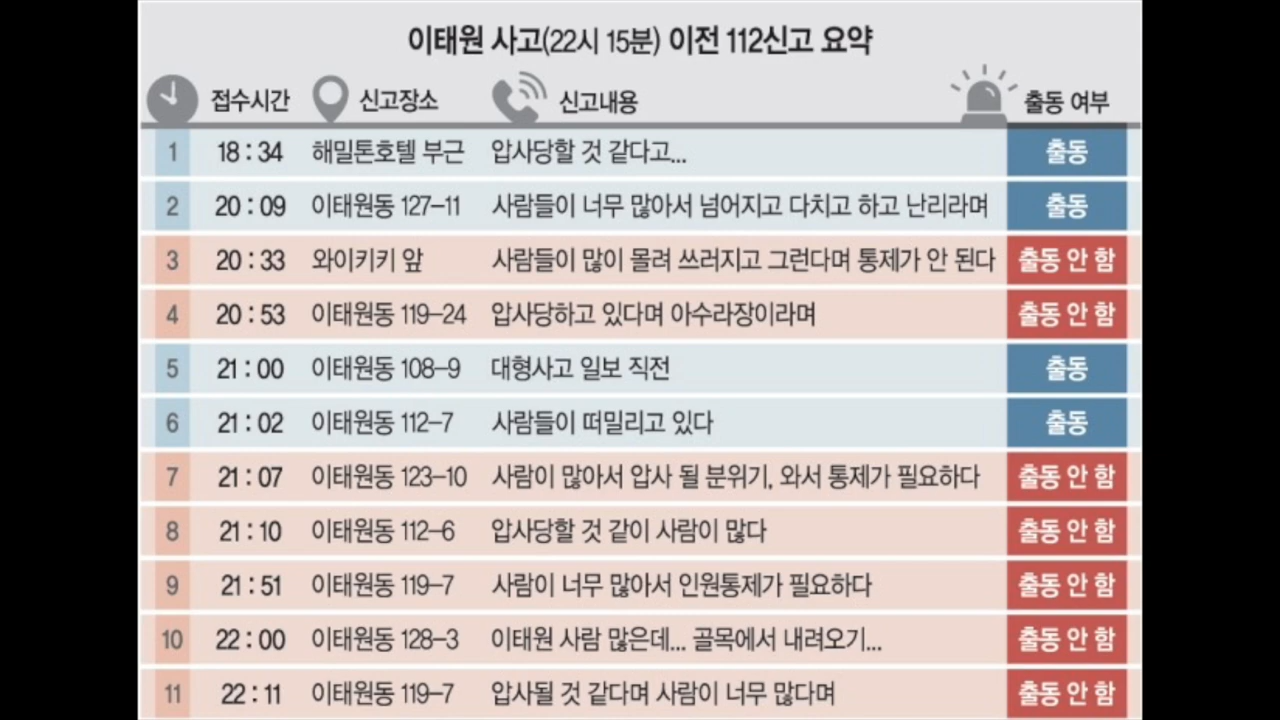 이태원 사고(22시 15분) 이전 112신고 요약
접수시간 신고장소 신고내용 출동 여부
1 18 : 34 해밀톤호텔 부근 압사당할 것 같다고... 출동
2 20 : 09 이태원동 127-11 사람들이 너무 많아서 넘어지고 다치고 하고 난리라며 출동
3 20 : 33 와이키키 앞 사람들이 많이 몰려 쓰러지고 그런다며 통제가 안 된다 출동 안 함
4 20 : 53 이태원동 119-24 압사당하고 있다며 아수라장이라며 출동 안 함
5 21 : 00 이태원동 108-9 대형사고 일보 직전 출동
6 21 : 02 이태원동 112-7 사람들이 떠밀리고 있다 출동
7 21 : 07 이태원동 123-10 사람이 많아서 압사 될 분위기, 와서 통제가 필요하다 출동 안 함
8 21 : 10 이태원동 112-6 압사당할 것 같이 사람이 많다 출동 안 함
9 21 : 51 이태원동 119-7 사람이 너무 많아서 인원통제가 필요하다 출동 안 함
10 22 : 00 이태원동 128-3 이태원 사람 많은데... 골목에서 내려오기... 출동 안 함
11 22 : 11 이태원동 119-7 압사될 것 같다며 사람이 너무 많다며 출동 안 함